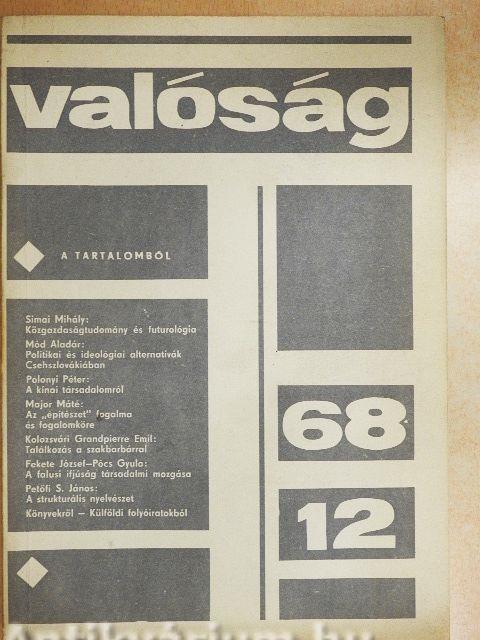 valóság
A TARTALOMBÓL
Simai Mihály:
Közgazdaságtudomány és futurológia
Mód Aladár:
Politikai és ideológiai alternatívák
Csehszlovákiában
Polonyi Péter:
A kínai társadalomról
Major Máté:
Az „építészet” fogalma
és fogalomköre
Kolozsvári Grandpierre Emil:
Találkozás a szakbarbárral
Fekete József—Pócs Gyula:
A falusi ifjúság társadalmi mozgása
Petőfi S. János:
A strukturális nyelvészet
Könyvekről — Külföldi folyóiratokból
68
12
Antikvárium.hu